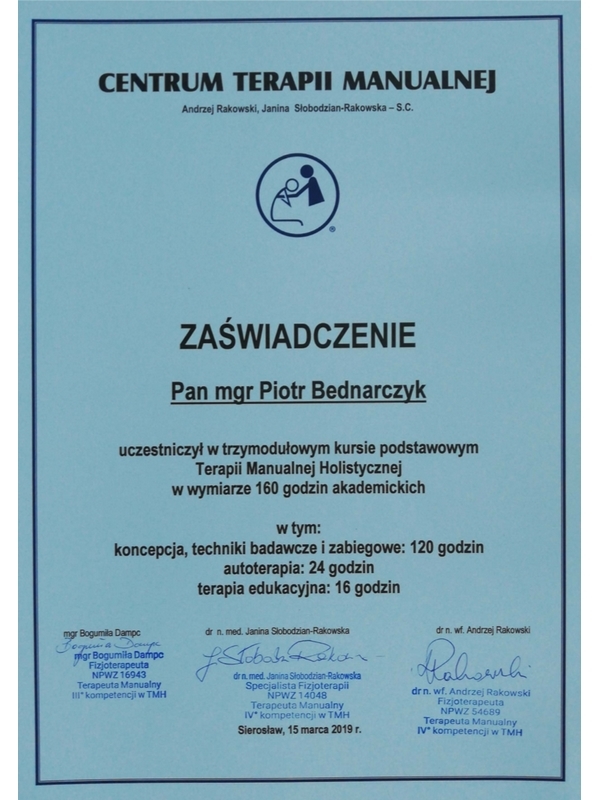 CENTRUM TERAPII MANUALNEJ
Andrzej Rakowski, Janina Słobodzian-Rakowska – S.C.
®
ZAŚWIADCZENIE
Pan mgr Piotr Bednarczyk
uczestniczył w trzymodułowym kursie podstawowym
Terapii Manualnej Holistycznej
w wymiarze 160 godzin akademickich
w tym:
koncepcja, techniki badawcze i zabiegowe: 120 godzin
autoterapia: 24 godzin
terapia edukacyjna: 16 godzin
mgr Bogumiła Dampc
Bogumiła Dampc
mgr Bogumiła Dampc
Fizjoterapeuta
NPWZ 16943
Terapeuta Manualny
III° kompetencji w TMH
dr n. med. Janina Słobodzian-Rakowska
dr n. med. Janina Słobodzian-Rakowska
Specjalista Fizjoterapii
NPWZ 14048
Terapeuta Manualny
IV° kompetencji w TMH
dr n. wf. Andrzej Rakowski
Rakowski
dr n. wf. Andrzej Rakowski
Fizjoterapeuta
NPWZ 54689
Terapeuta Manualny
IV° kompetencji w TMH
Sierosław, 15 marca 2019 r.